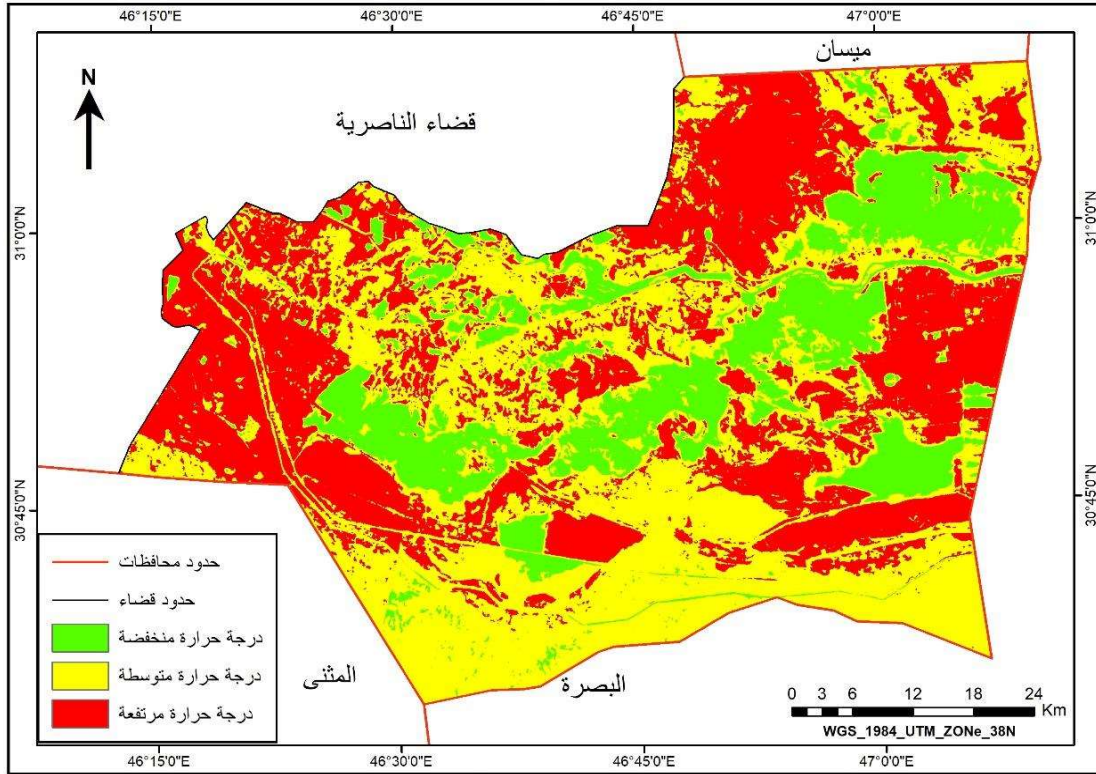 46°15'0"E
46°30'0"E
46°45'0"E
47°0'0"E
ميسان
N
قضاء الناصرية
31°0'0"N
31°0'0"N
30°45'0"N
30°45'0"N
حدود محافظات
حدود قضاء
درجة حرارة منخفضة
درجة حرارة متوسطة
درجة حرارة مرتفعة
المثنى
البصرة
0 3 6 12 18 24
Km
WGS_1984_UTM_ZONe_38N
46°15'0"E
46°30'0"E
46°45'0"E
47°0'0"E